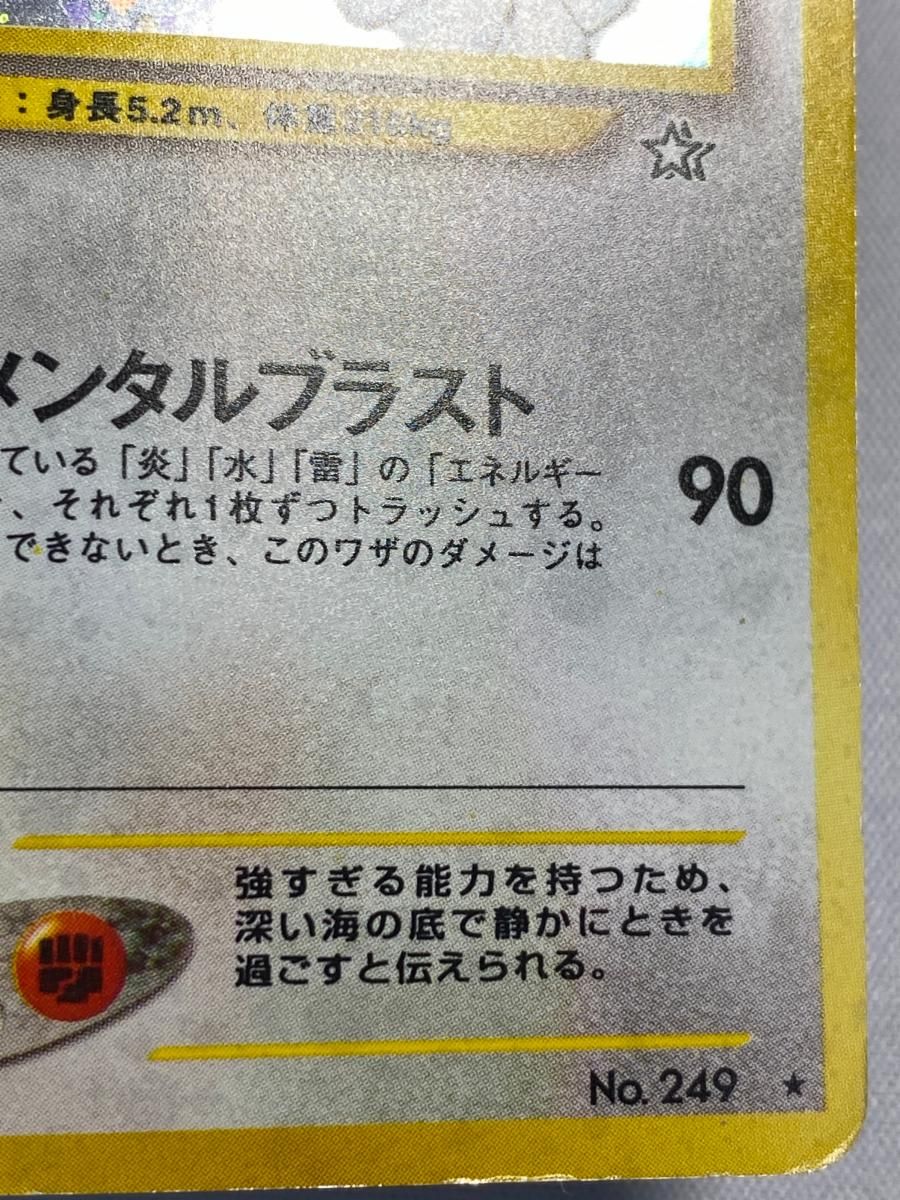 ：身長5.2m、体重216kg
メンタルブラスト
ている「炎」「水」「雷」の「エネルギー
、それぞれ1枚ずつトラッシュする。
できないとき、このワザのダメージは
90
強すぎる能力を持つため、
深い海の底で静かにときを
過ごすと伝えられる。
No. 249 ★